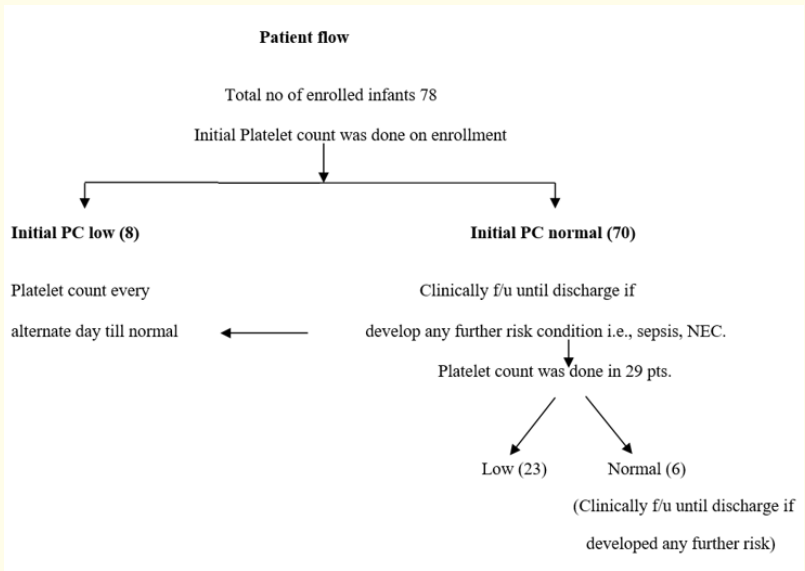 Patient flow
Total no of enrolled infants 78
Initial Platelet count was done on enrollment
Initial PC low (8)
Initial PC normal (70)
Platelet count every
alternate day till normal
Clinically f/u until discharge if
develop any further risk condition i.e., sepsis, NEC.
Platelet count was done in 29 pts.
Low (23)
Normal (6)
(Clinically f/u until discharge if
developed any further risk)